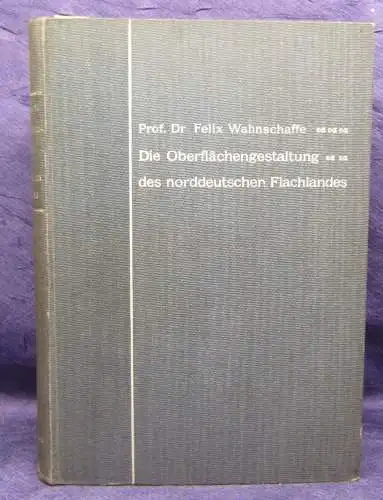 Prof. Dr Felix Wahnschaffe
Die Oberflächengestaltung
des norddeutschen Flachlandes